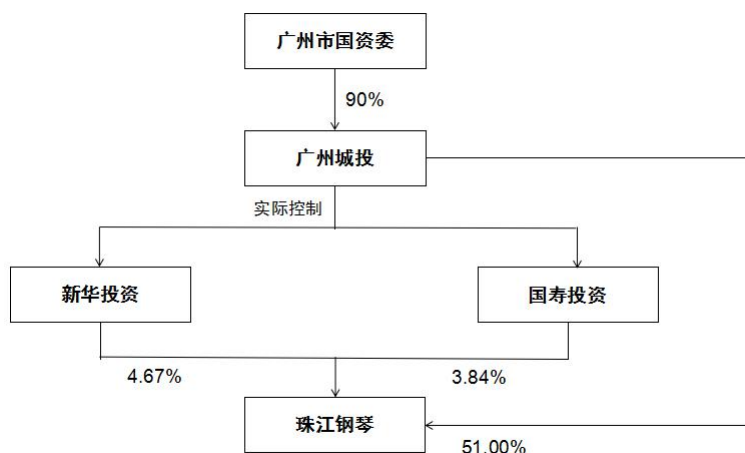 广州市国资委
90%
广州城投
实际控制
新华投资
国寿投资
4.67%
3.84%
珠江钢琴
51.00%